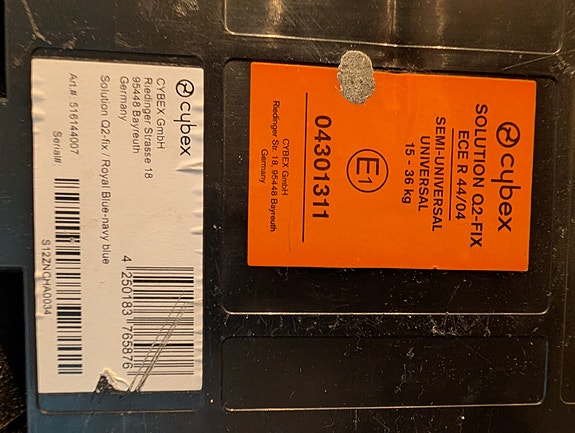 cybex
CYBEX GmbH
Riedinger Strasse 18
95448 Bayreuth
Germany
Solution Q2-fix / Royal Blue-navy blue
4 250183 765876
Art.#: 516144007
Serial#
S12ZNCHA0034
cybex
SOLUTION Q2-FIX
ECE R 44/04
SEMI-UNIVERSAL
UNIVERSAL
15 - 36 kg
E1
04301311
CYBEX GmbH
Riedinger Str. 18, 95448 Bayreuth
Germany